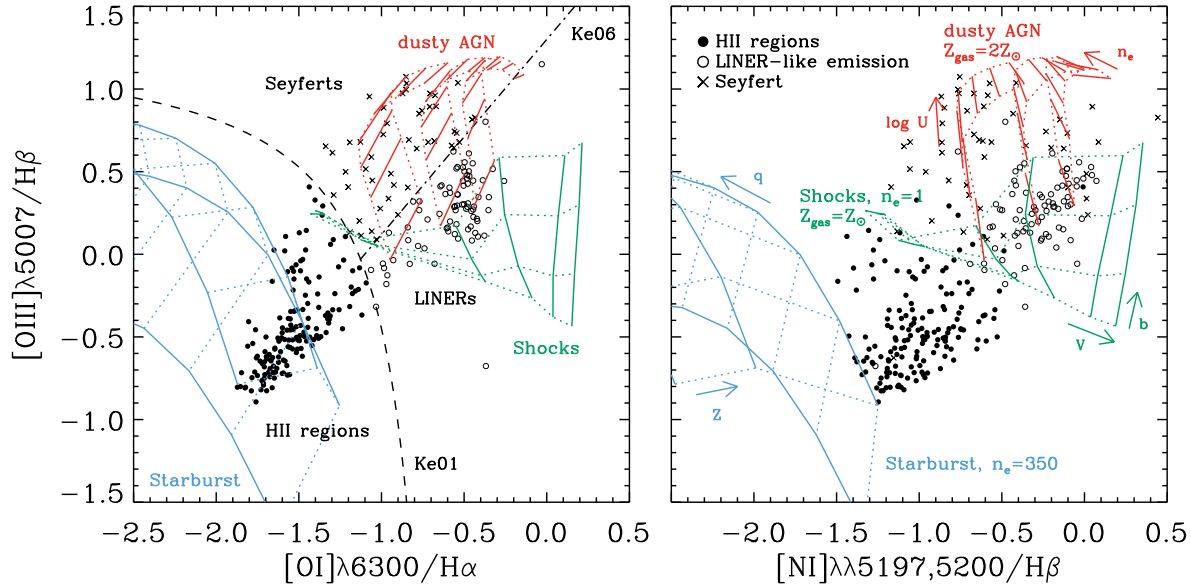 1.5
1.0
0.5
0.0
−0.5
−1.0
−1.5
[OIII]λ5007/Hβ
Ke06
dusty AGN
Seyferts
LINERs
Shocks
HII regions
Ke01
Starburst
−2.5 −2.0 −1.5 −1.0 −0.5 0.0 0.5
[OI]λ6300/Hα
HII regions
LINER−like emission
Seyfert
dusty AGN
Zgas=2Z⊙
ne
log U
q
Shocks, ne=1
Zgas=Z⊙
b
V
Z
Starburst, ne=350
−2.5 −2.0 −1.5 −1.0 −0.5 0.0 0.5
[NI]λλ5197,5200/Hβ